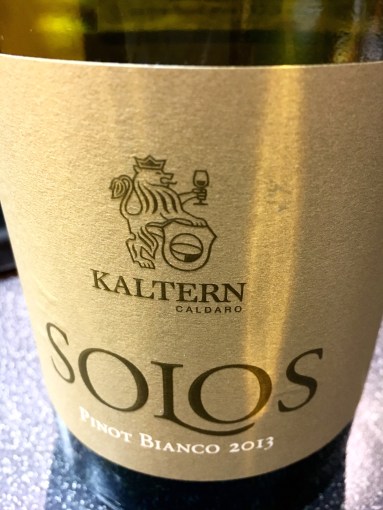 KALTERN
CALDARO
SOLOS
PINOT BIANCO 2013